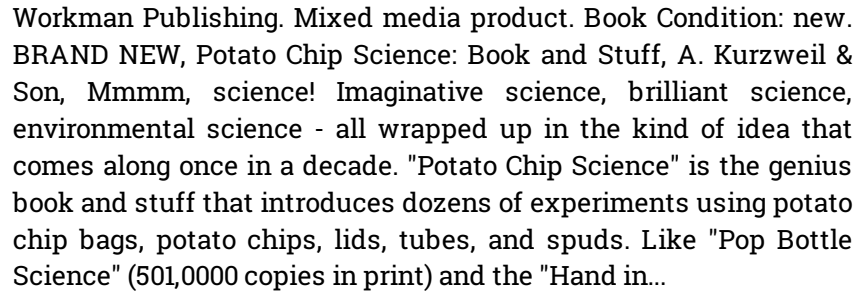 Workman Publishing. Mixed media product. Book Condition: new.
BRAND NEW, Potato Chip Science: Book and Stuff, A. Kurzweil &
Son, Mmmm, science! Imaginative science, brilliant science,
environmental science - all wrapped up in the kind of idea that
comes along once in a decade. "Potato Chip Science" is the genius
book and stuff that introduces dozens of experiments using potato
chip bags, potato chips, lids, tubes, and spuds. Like "Pop Bottle
Science" (501,0000 copies in print) and the "Hand in...